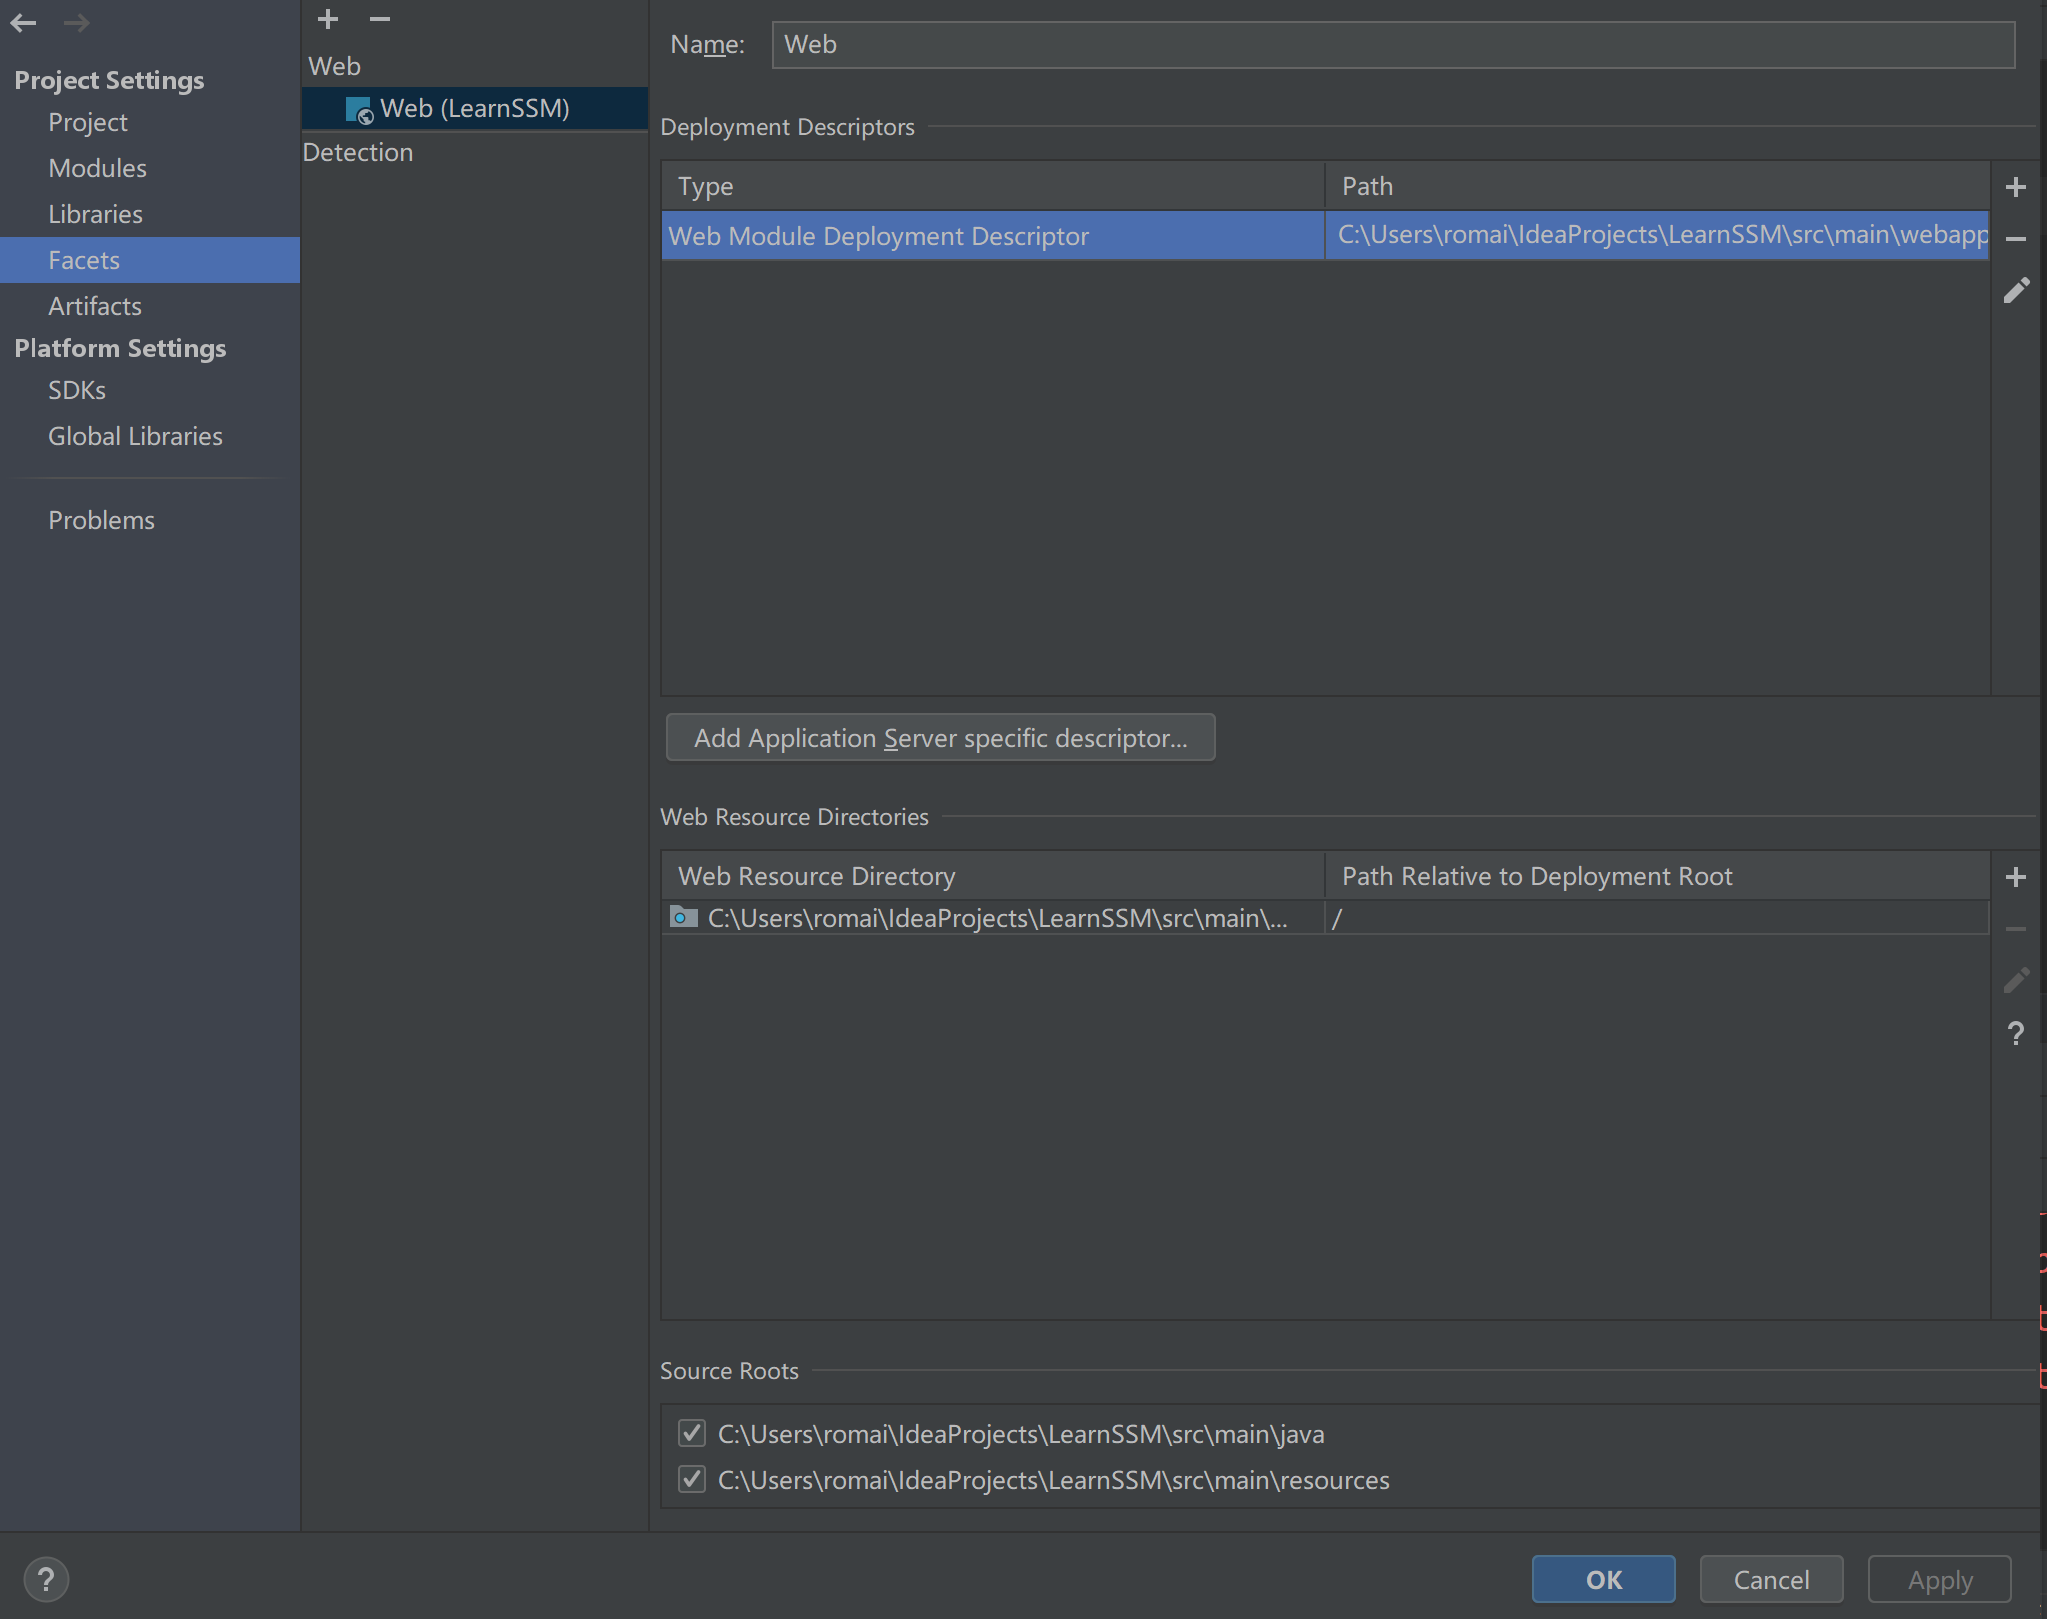 Project Settings
Project
Modules
Libraries
Facets
Artifacts
Platform Settings
SDKs
Global Libraries
Problems
Web
Web (LearnSSM)
Detection
Name: Web
Deployment Descriptors
Type Path
Web Module Deployment Descriptor C:\Users\romai\IdeaProjects\LearnSSM\src\main\webapp
Add Application Server specific descriptor...
Web Resource Directories
Web Resource Directory Path Relative to Deployment Root
C:\Users\romai\IdeaProjects\LearnSSM\src\main\... /
?
Source Roots
C:\Users\romai\IdeaProjects\LearnSSM\src\main\java
C:\Users\romai\IdeaProjects\LearnSSM\src\main\resources
? OK Cancel Apply